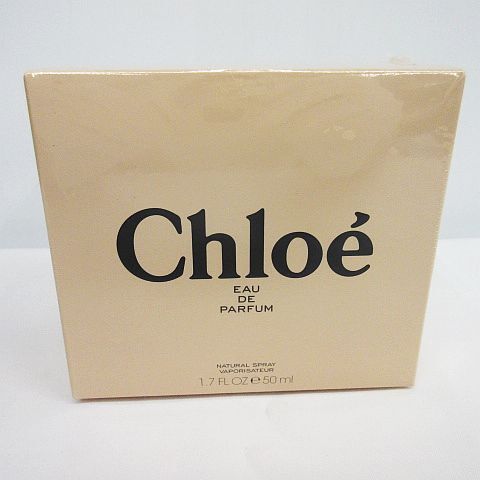 Chloé
EAU
DE
PARFUM
NATURAL SPRAY
VAPORISATEUR
1.7 FL OZ ℮ 50 ml